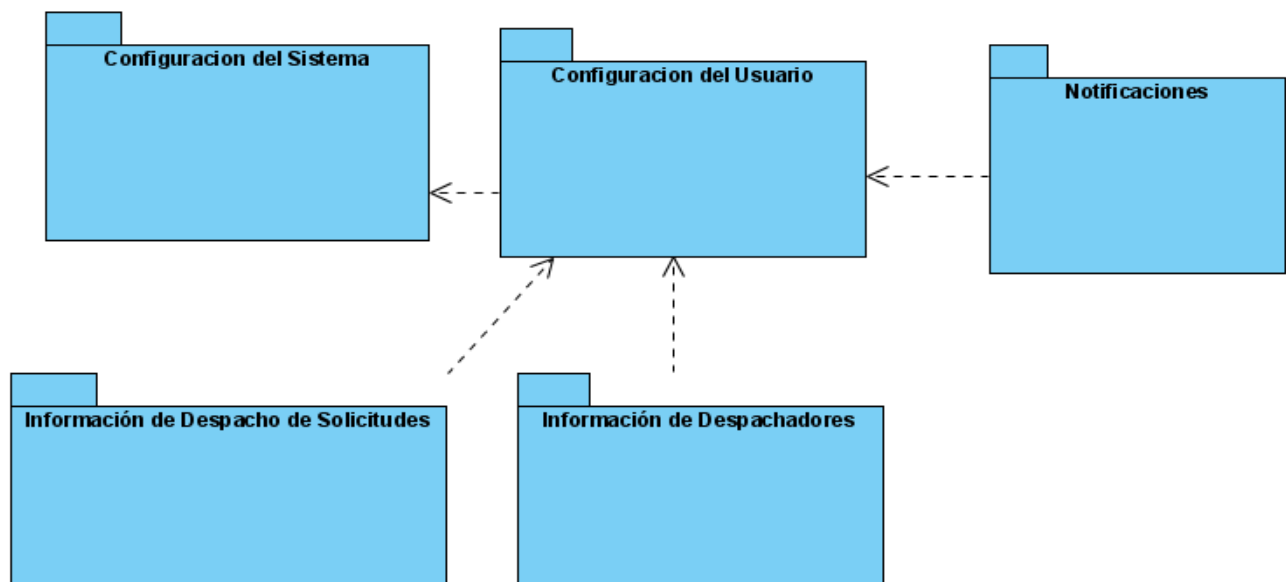 Configuracion del Sistema
Configuracion del Usuario
Notificaciones
Información de Despacho de Solicitudes
Información de Despachadores